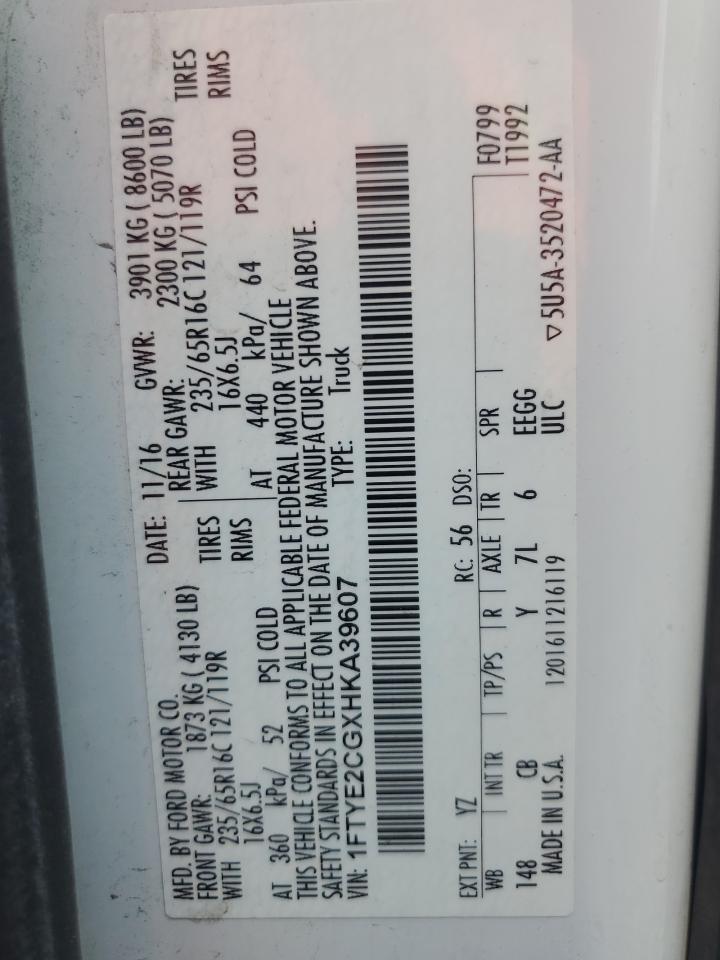 MFD. BY FORD MOTOR CO.
DATE: 11/16 GVWR: 3901 KG ( 8600 LB)
FRONT GAWR: 1873 KG ( 4130 LB) REAR GAWR: 2300 KG ( 5070 LB)
WITH 235/65R16C 121/119R TIRES WITH 235/65R16C 121/119R TIRES
16X6.5J RIMS 16X6.5J RIMS
AT 360 kPa/ 52 PSI COLD AT 440 kPa/ 64 PSI COLD
THIS VEHICLE CONFORMS TO ALL APPLICABLE FEDERAL MOTOR VEHICLE
SAFETY STANDARDS IN EFFECT ON THE DATE OF MANUFACTURE SHOWN ABOVE.
VIN: 1FTYE2CGXHKA39607 TYPE: Truck
EXT PNT: YZ RC: 56 DSO:
WB INT TR TP/PS R AXLE TR SPR F0799
T1992
148 CB Y 7L 6 EEGG
ULC
MADE IN U.S.A. 1201611216119 ▽5U5A-3520472-AA